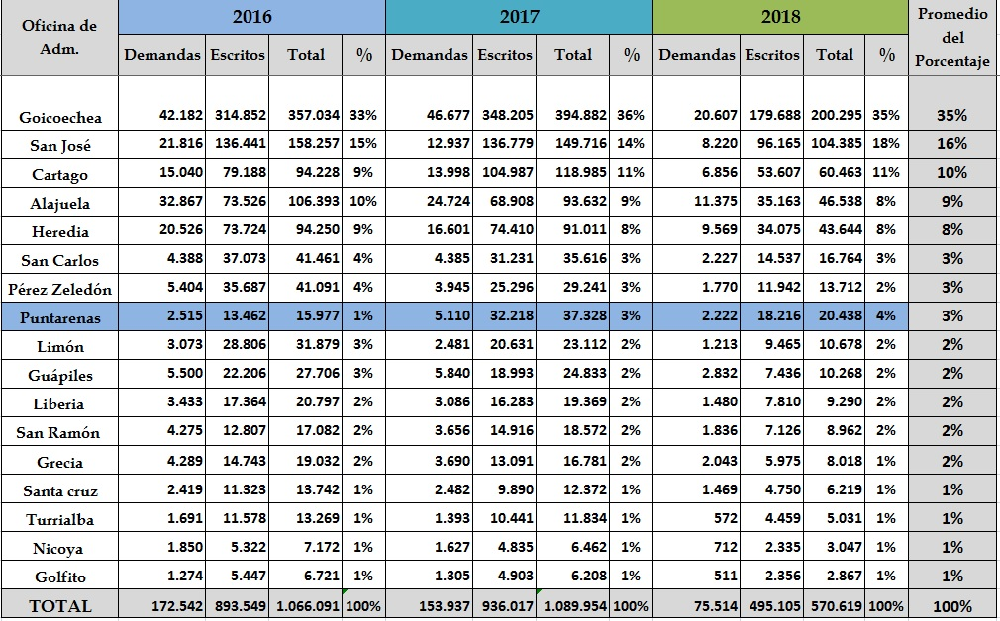 Oficina de Adm. 2016 2017 2018 Promedio del Porcentaje
Demandas Escritos Total % Demandas Escritos Total % Demandas Escritos Total %
Goicoechea 42.182 314.852 357.034 33% 46.677 348.205 394.882 36% 20.607 179.688 200.295 35% 35%
San José 21.816 136.441 158.257 15% 12.937 136.779 149.716 14% 8.220 96.165 104.385 18% 16%
Cartago 15.040 79.188 94.228 9% 13.998 104.987 118.985 11% 6.856 53.607 60.463 11% 10%
Alajuela 32.867 73.526 106.393 10% 24.724 68.908 93.632 9% 11.375 35.163 46.538 8% 9%
Heredia 20.526 73.724 94.250 9% 16.601 74.410 91.011 8% 9.569 34.075 43.644 8% 8%
San Carlos 4.388 37.073 41.461 4% 4.385 31.231 35.616 3% 2.227 14.537 16.764 3% 3%
Pérez Zeledón 5.404 35.687 41.091 4% 3.945 25.296 29.241 3% 1.770 11.942 13.712 2% 3%
Puntarenas 2.515 13.462 15.977 1% 5.110 32.218 37.328 3% 2.222 18.216 20.438 4% 3%
Limón 3.073 28.806 31.879 3% 2.481 20.631 23.112 2% 1.213 9.465 10.678 2% 2%
Guápiles 5.500 22.206 27.706 3% 5.840 18.993 24.833 2% 2.832 7.436 10.268 2% 2%
Liberia 3.433 17.364 20.797 2% 3.086 16.283 19.369 2% 1.480 7.810 9.290 2% 2%
San Ramón 4.275 12.807 17.082 2% 3.656 14.916 18.572 2% 1.836 7.126 8.962 2% 2%
Grecia 4.289 14.743 19.032 2% 3.690 13.091 16.781 2% 2.043 5.975 8.018 1% 2%
Santa cruz 2.419 11.323 13.742 1% 2.482 9.890 12.372 1% 1.469 4.750 6.219 1% 1%
Turrialba 1.691 11.578 13.269 1% 1.393 10.441 11.834 1% 572 4.459 5.031 1% 1%
Nicoya 1.850 5.322 7.172 1% 1.627 4.835 6.462 1% 712 2.335 3.047 1% 1%
Golfito 1.274 5.447 6.721 1% 1.305 4.903 6.208 1% 511 2.356 2.867 1% 1%
TOTAL 172.542 893.549 1.066.091 100% 153.937 936.017 1.089.954 100% 75.514 495.105 570.619 100% 100%